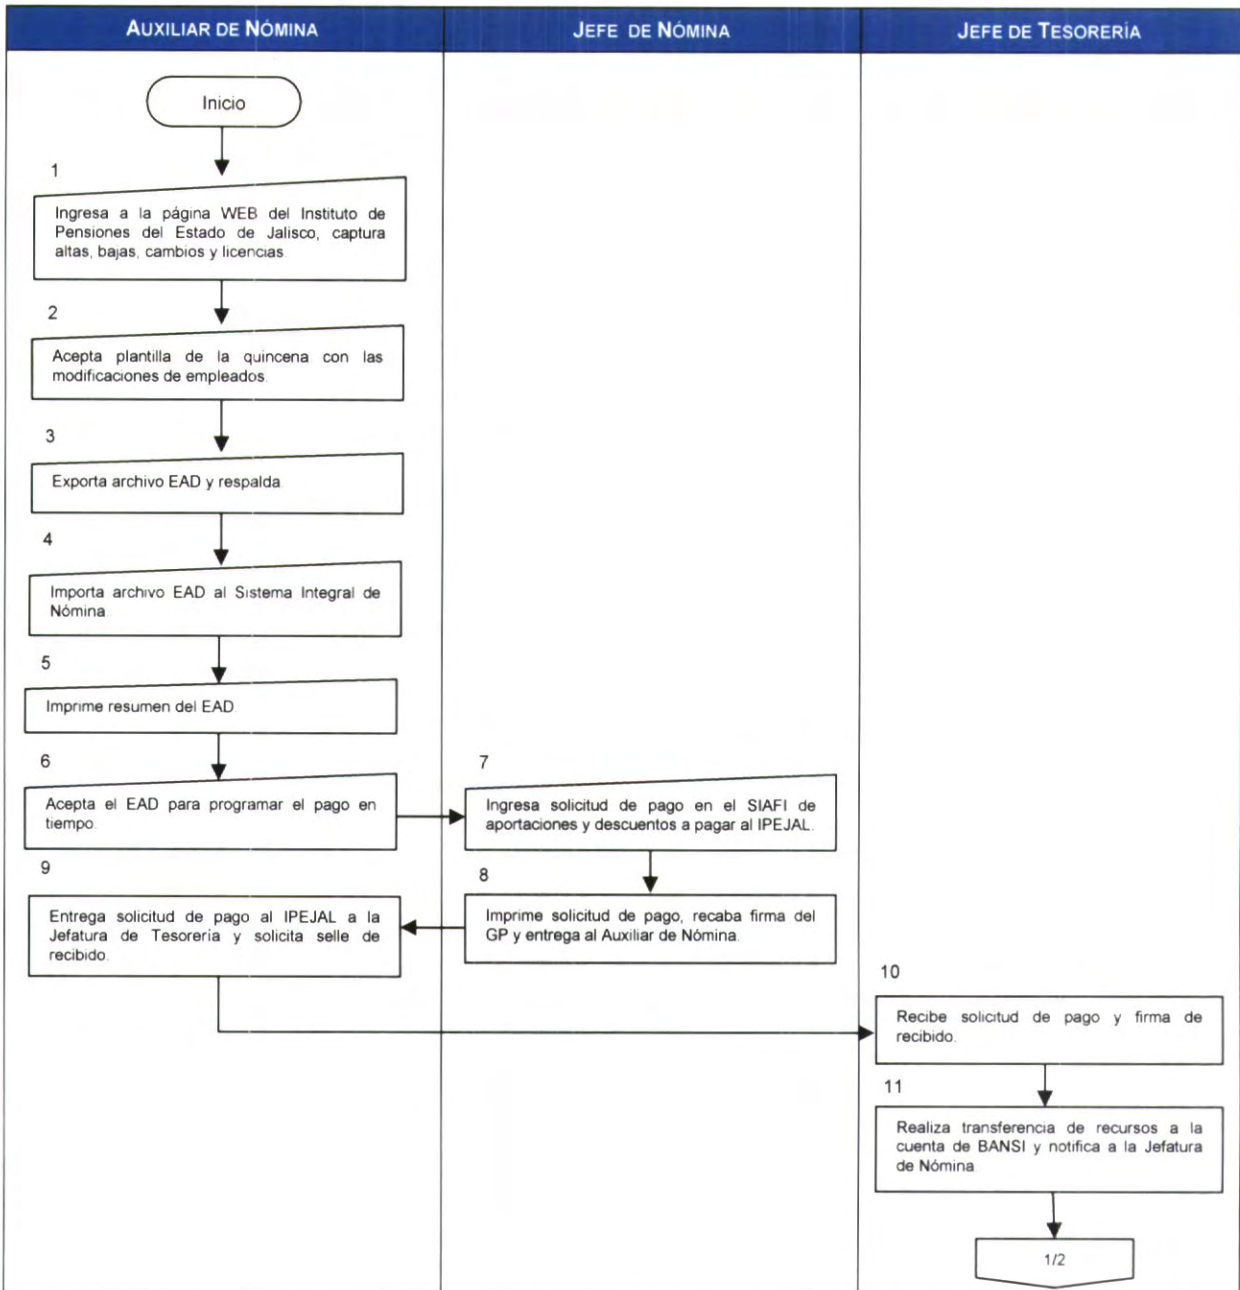 AUXILIAR DE NÓMINA
JEFE DE NÓMINA
JEFE DE TESORERÍA
Inicio
1
Ingresa a la página WEB del Instituto de
Pensiones del Estado de Jalisco, captura
altas, bajas, cambios y licencias.
2
Acepta plantilla de la quincena con las
modificaciones de empleados.
3
Exporta archivo EAD y respalda.
4
Importa archivo EAD al Sistema Integral de
Nómina.
5
Imprime resumen del EAD.
6
Acepta el EAD para programar el pago en
tiempo.
7
Ingresa solicitud de pago en el SIAFI de
aportaciones y descuentos a pagar al IPEJAL.
8
Imprime solicitud de pago, recaba firma del
GP y entrega al Auxiliar de Nómina.
9
Entrega solicitud de pago al IPEJAL a la
Jefatura de Tesorería y solicita selle de
recibido.
10
Recibe solicitud de pago y firma de
recibido.
11
Realiza transferencia de recursos a la
cuenta de BANSI y notifica a la Jefatura
de Nómina.
1/2